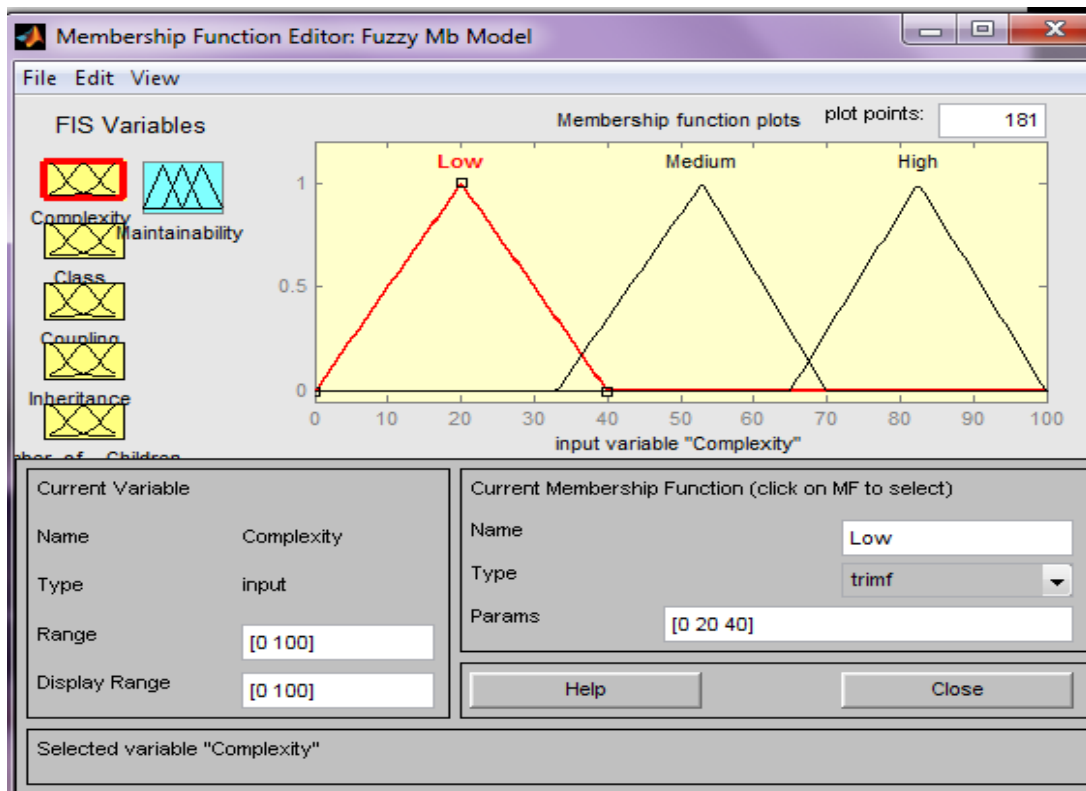 Membership Function Editor: Fuzzy Mb Model
File Edit View
FIS Variables
Membership function plots plot points: 181
Complexity
Maintainability
Class
Coupling
Inheritance
ber of Children
Low Medium High
1
0.5
0
0 10 20 30 40 50 60 70 80 90 100
input variable "Complexity"
Current Variable
Name Complexity
Type input
Range [0 100]
Display Range [0 100]
Current Membership Function (click on MF to select)
Name Low
Type trimf
Params [0 20 40]
Help Close
Selected variable "Complexity"